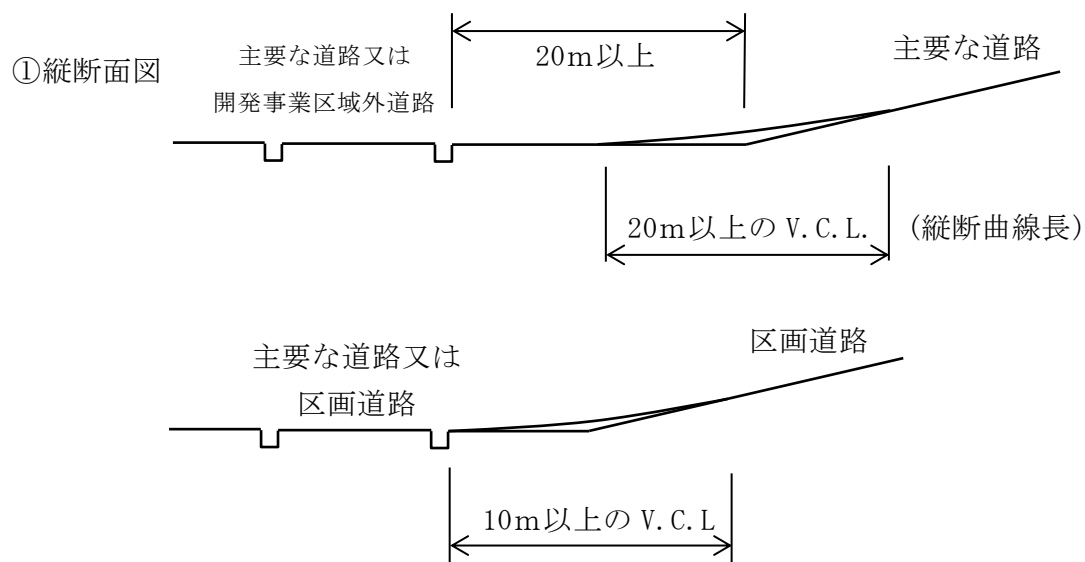 ①縦断面図
主要な道路又は
開発事業区域外道路
20m以上
主要な道路
20m以上のV.C.L.
(縦断曲線長)
主要な道路又は
区画道路
区画道路
10m以上のV.C.L